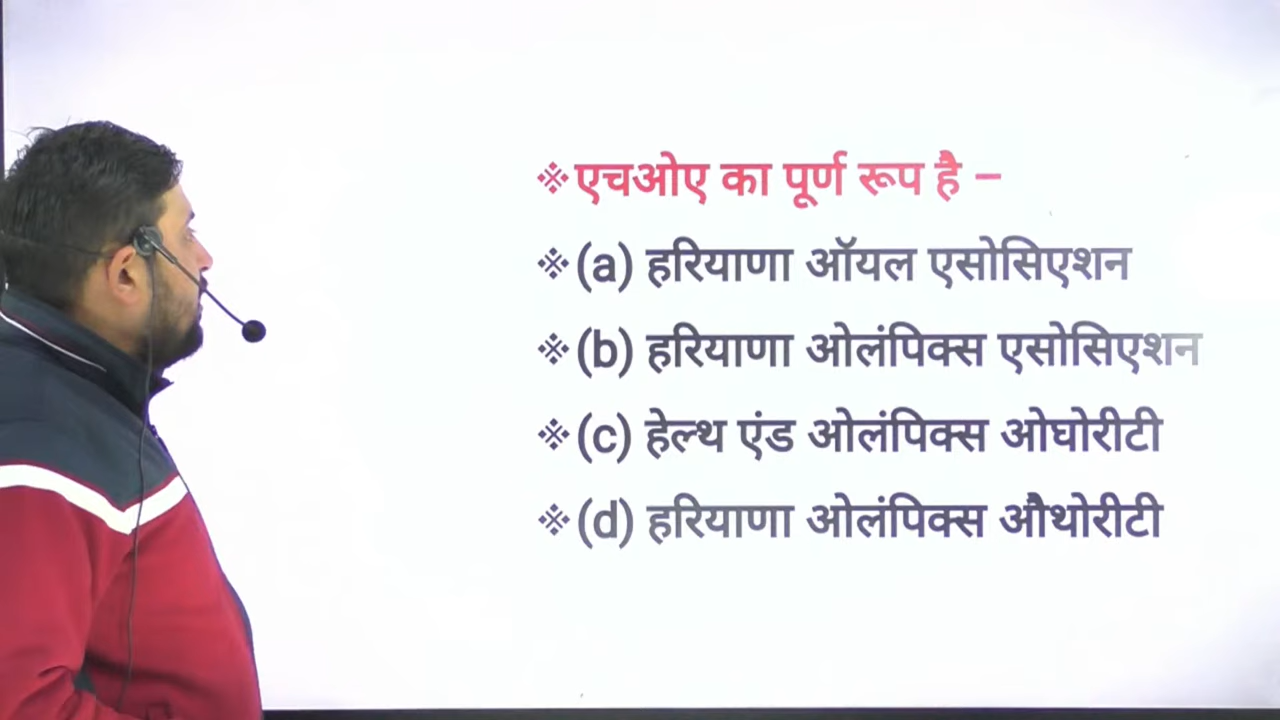 ❖एचओए का पूर्ण रूप है –
❖(a) हरियाणा ऑयल एसोसिएशन
❖(b) हरियाणा ओलंपिक्स एसोसिएशन
❖(c) हेल्थ एंड ओलंपिक्स ओघोरीटी
❖(d) हरियाणा ओलंपिक्स औथोरीटी